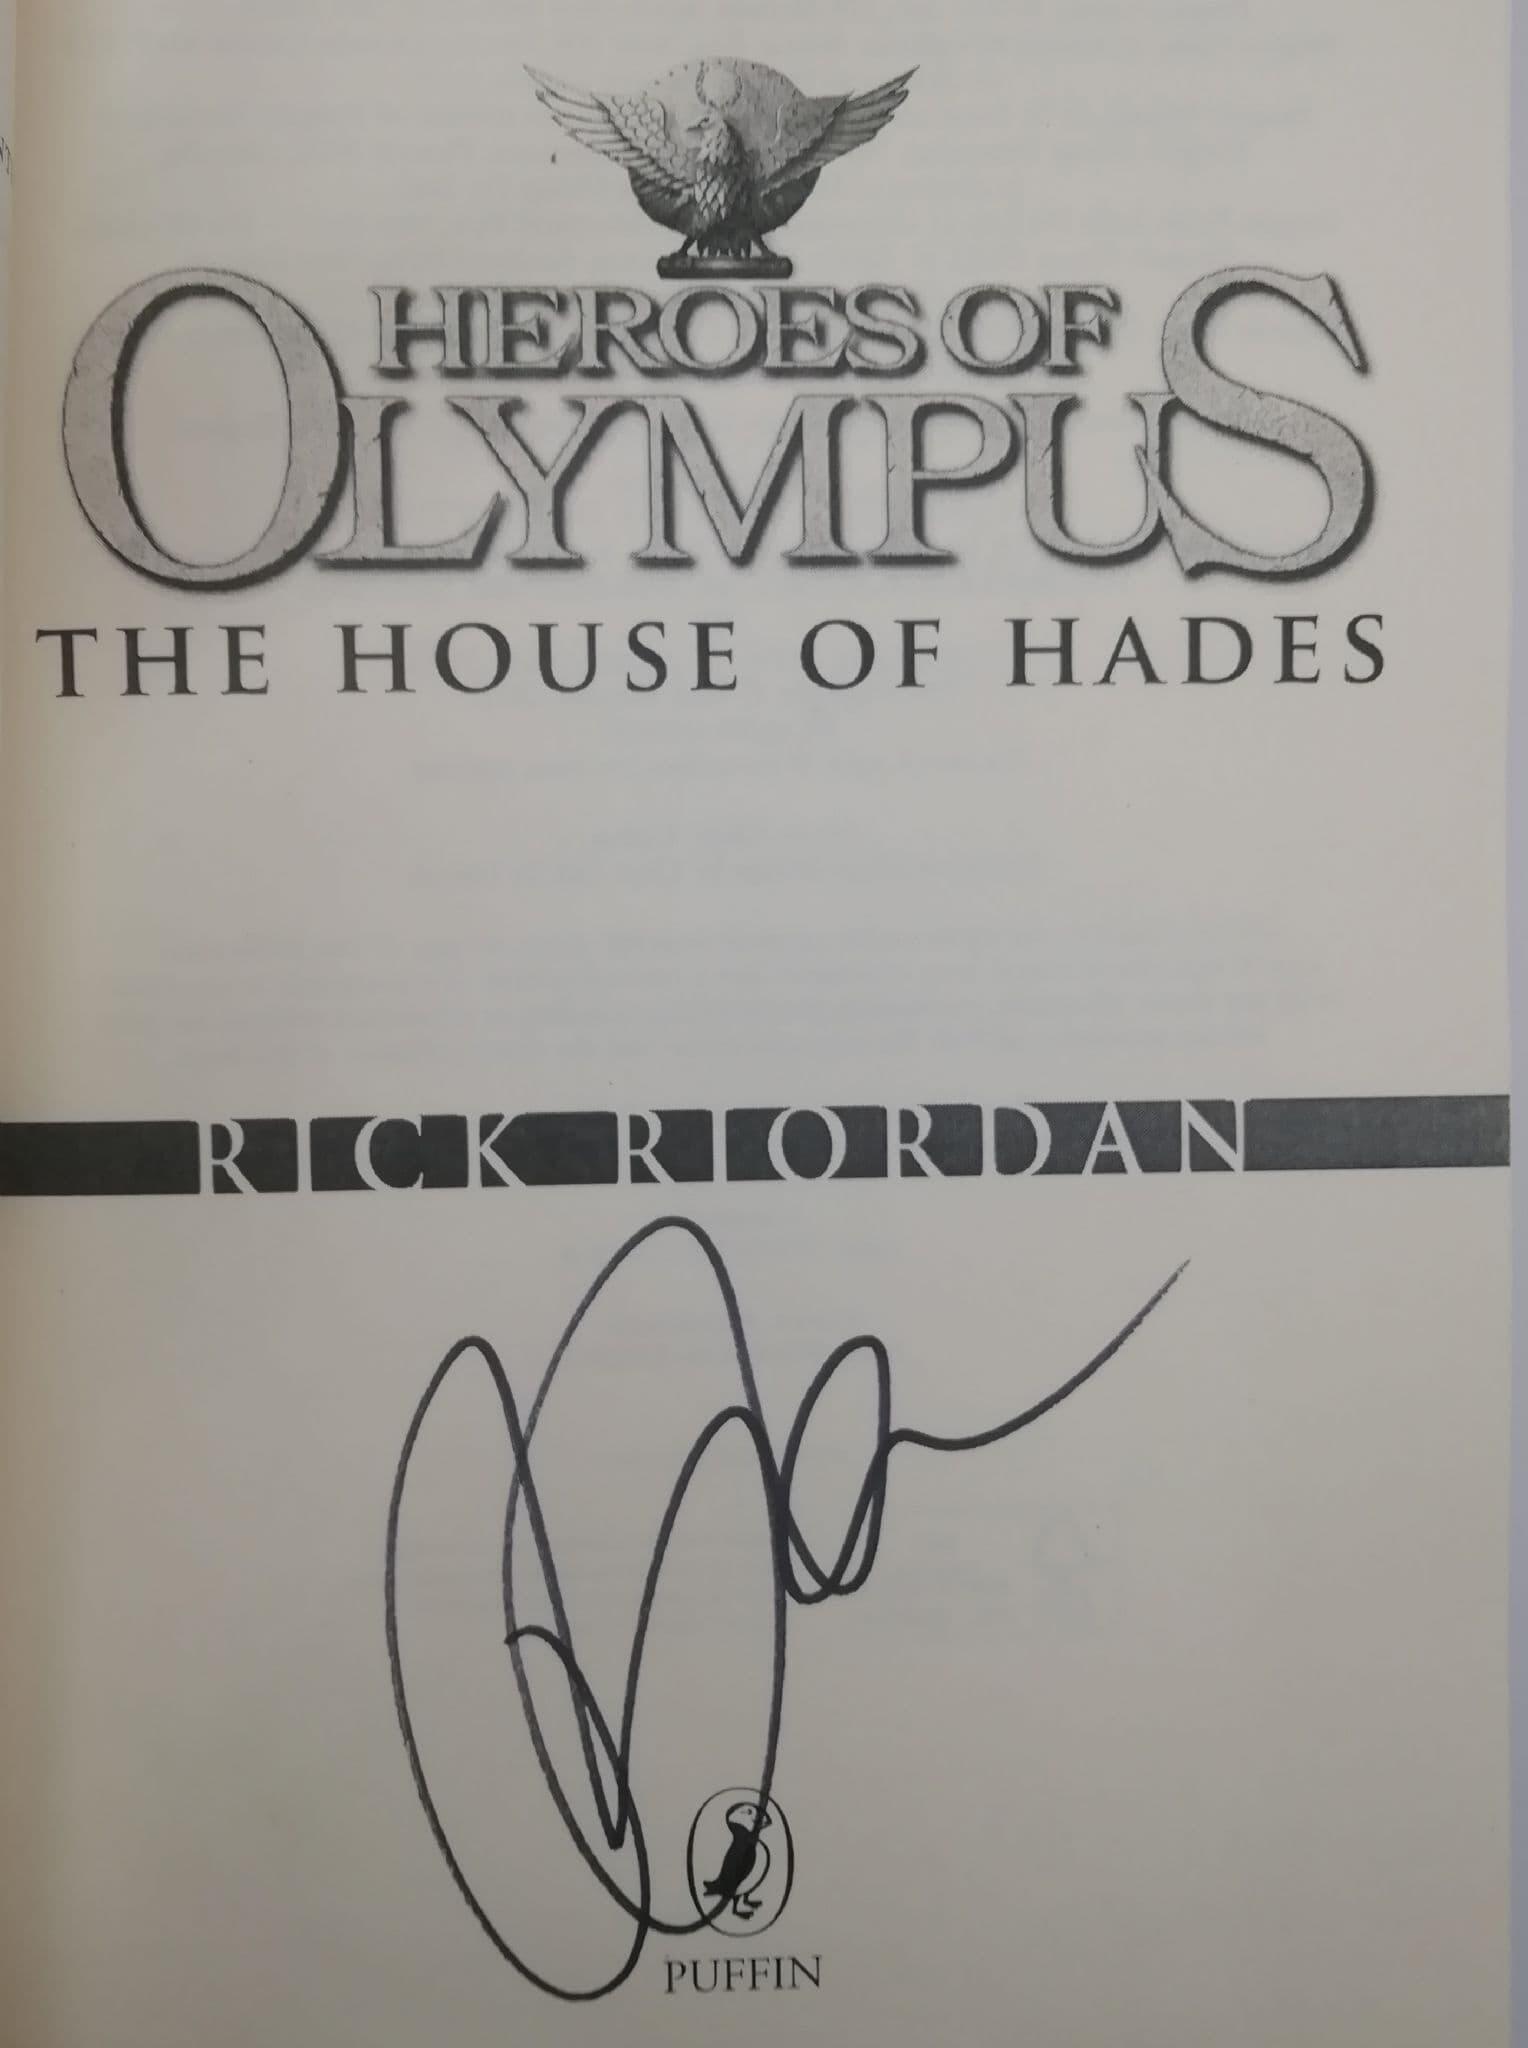 HEROES OF
OLYMPUS
THE HOUSE OF HADES
RICK RIORDAN
PUFFIN